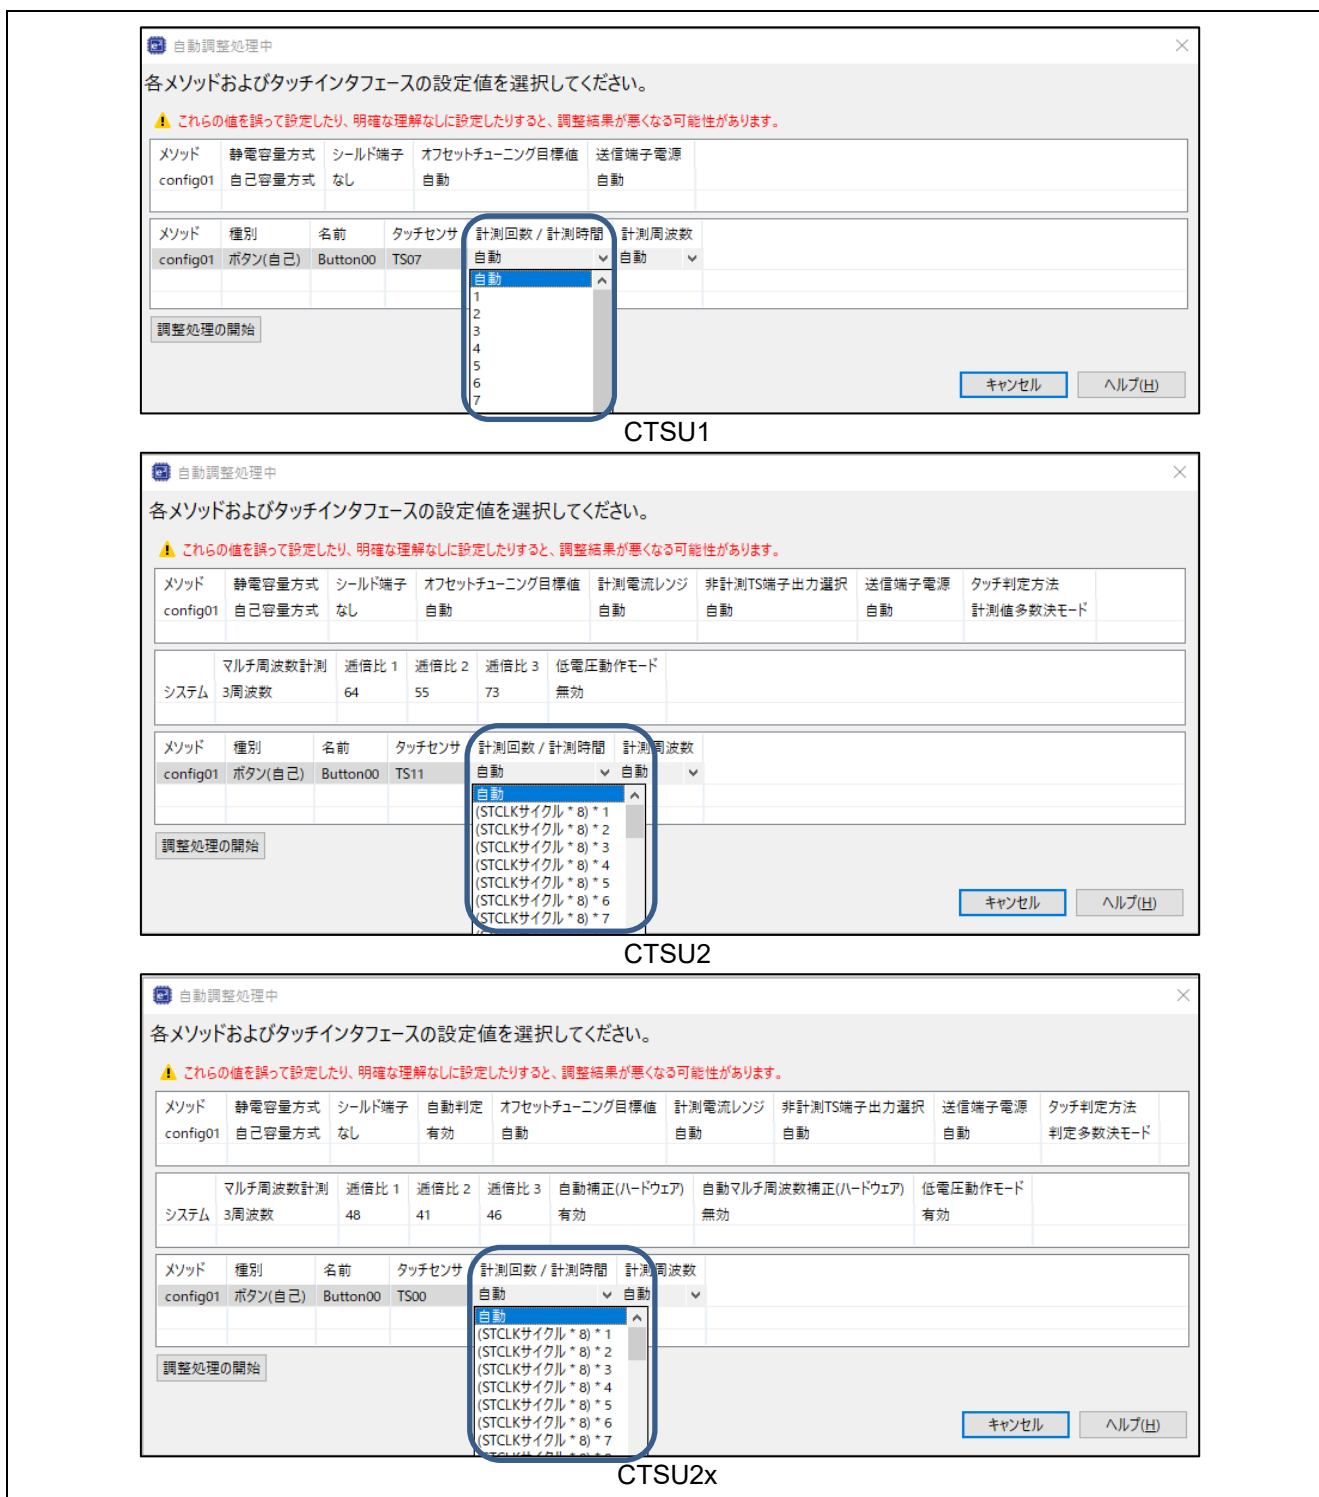 自動調整処理中
各メソッドおよびタッチインタフェースの設定値を選択してください。
これらの値を誤って設定したり、明確な理解なしに設定したりすると、調整結果が悪くなる可能性があります。
メソッド 静電容量方式 シールド端子 オフセットチューニング目標値 送信端子電源
config01 自己容量方式 なし 自動 自動
メソッド 種別 名前 タッチセンサ 計測回数 / 計測時間 計測周波数
config01 ボタン(自己) Button00 TS07 自動 自動
自動
1
2
3
4
5
6
7
調整処理の開始
キャンセル ヘルプ(H)
CTSU1
自動調整処理中
各メソッドおよびタッチインタフェースの設定値を選択してください。
これらの値を誤って設定したり、明確な理解なしに設定したりすると、調整結果が悪くなる可能性があります。
メソッド 静電容量方式 シールド端子 オフセットチューニング目標値 計測電流レンジ 非計測TS端子出力選択 送信端子電源 タッチ判定方法
config01 自己容量方式 なし 自動 自動 自動 自動 計測値多数決モード
マルチ周波数計測 逓倍比 1 逓倍比 2 逓倍比 3 低電圧動作モード
システム 3周波数 64 55 73 無効
メソッド 種別 名前 タッチセンサ 計測回数 / 計測時間 計測周波数
config01 ボタン(自己) Button00 TS11 自動 自動
自動
(STCLKサイクル * 8) * 1
(STCLKサイクル * 8) * 2
(STCLKサイクル * 8) * 3
(STCLKサイクル * 8) * 4
(STCLKサイクル * 8) * 5
(STCLKサイクル * 8) * 6
(STCLKサイクル * 8) * 7
調整処理の開始
キャンセル ヘルプ(H)
CTSU2
自動調整処理中
各メソッドおよびタッチインタフェースの設定値を選択してください。
これらの値を誤って設定したり、明確な理解なしに設定したりすると、調整結果が悪くなる可能性があります。
メソッド 静電容量方式 シールド端子 自動判定 オフセットチューニング目標値 計測電流レンジ 非計測TS端子出力選択 送信端子電源 タッチ判定方法
config01 自己容量方式 なし 有効 自動 自動 自動 自動 判定多数決モード
マルチ周波数計測 逓倍比 1 逓倍比 2 逓倍比 3 自動補正(ハードウェア) 自動マルチ周波数補正(ハードウェア) 低電圧動作モード
システム 3周波数 48 41 46 有効 無効 有効
メソッド 種別 名前 タッチセンサ 計測回数 / 計測時間 計測周波数
config01 ボタン(自己) Button00 TS00 自動 自動
自動
(STCLKサイクル * 8) * 1
(STCLKサイクル * 8) * 2
(STCLKサイクル * 8) * 3
(STCLKサイクル * 8) * 4
(STCLKサイクル * 8) * 5
(STCLKサイクル * 8) * 6
(STCLKサイクル * 8) * 7
調整処理の開始
キャンセル ヘルプ(H)
CTSU2x